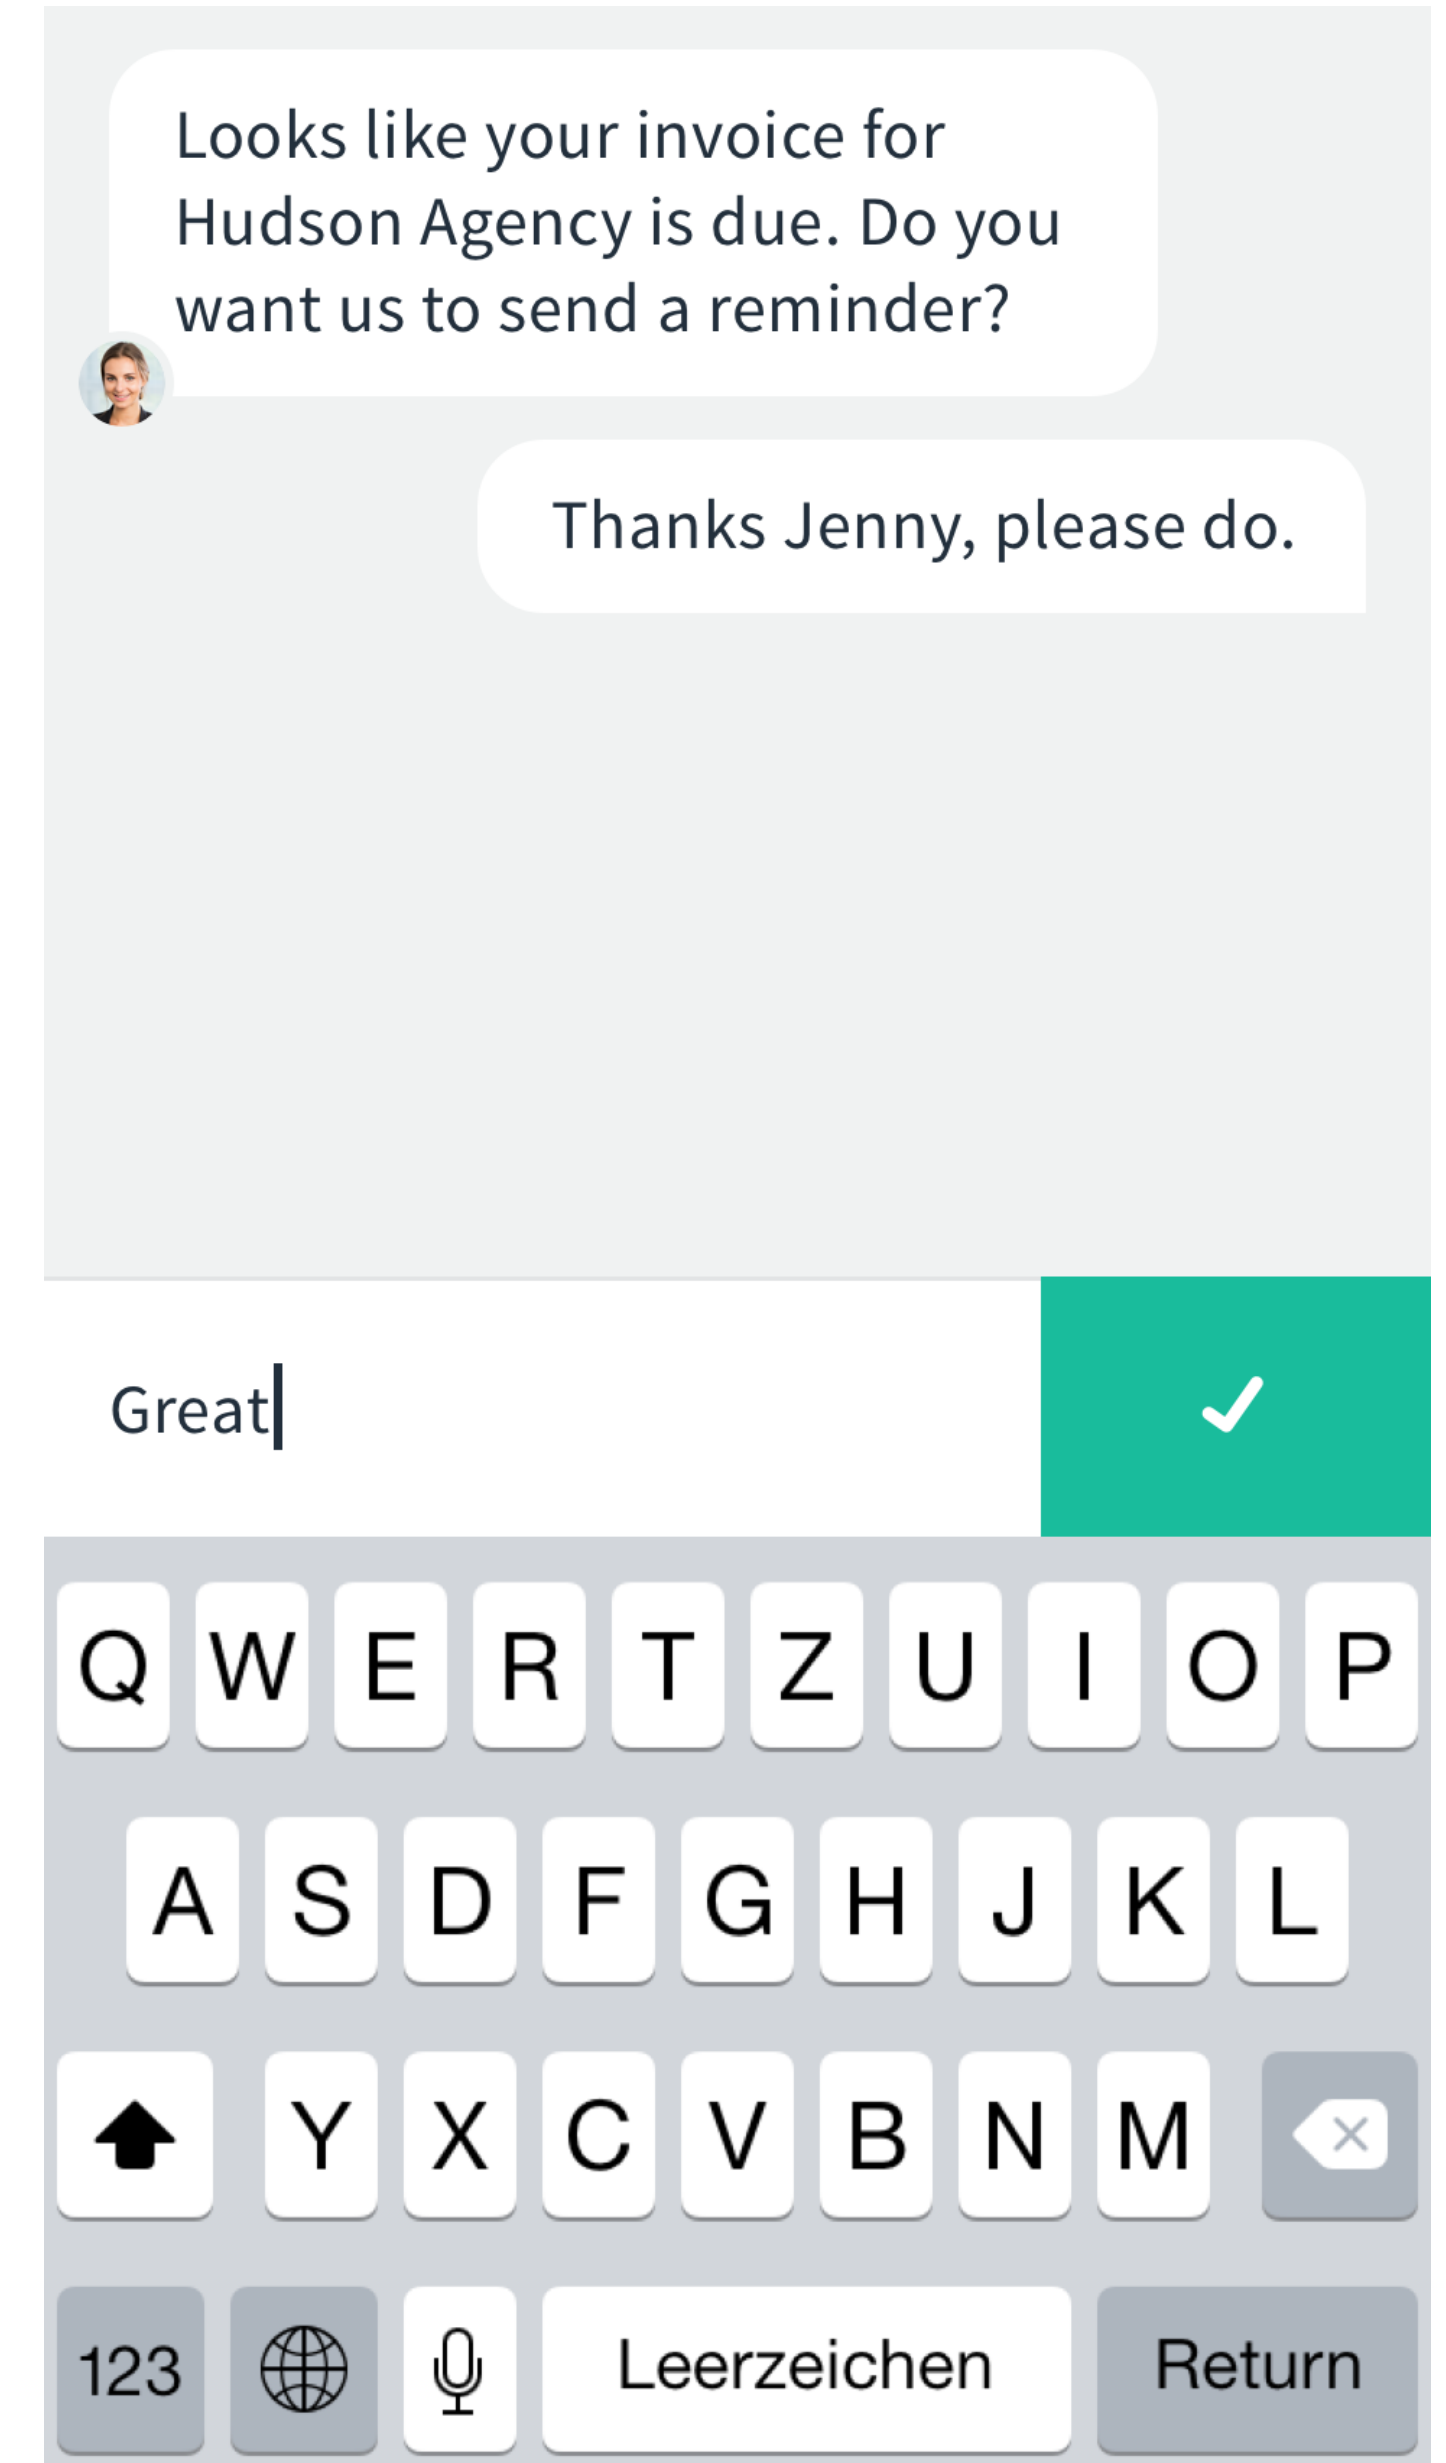 Looks like your invoice for
Hudson Agency is due. Do you
want us to send a reminder?
Thanks Jenny, please do.
Great
Q W E R T Z U I O P
A S D F G H J K L
Y X C V B N M
123 Leerzeichen Return